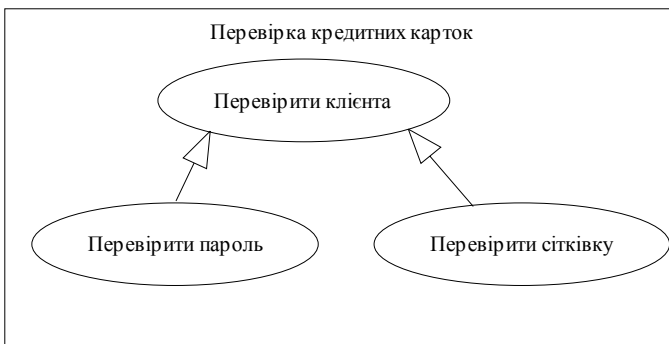 Перевірка кредитних карток
Перевірити клієнта
Перевірити пароль
Перевірити сітківку